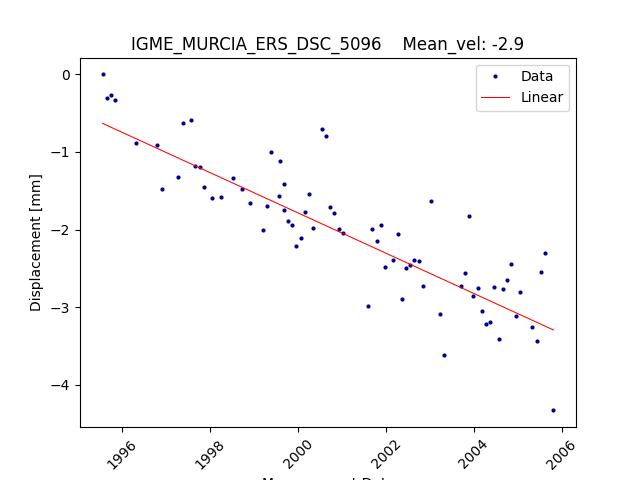 IGME_MURCIA_ERS_DSC_5096    Mean_vel: -2.9
Data
Linear
Displacement [mm]
0
−1
−2
−3
−4
1996
1998
2000
2002
2004
2006